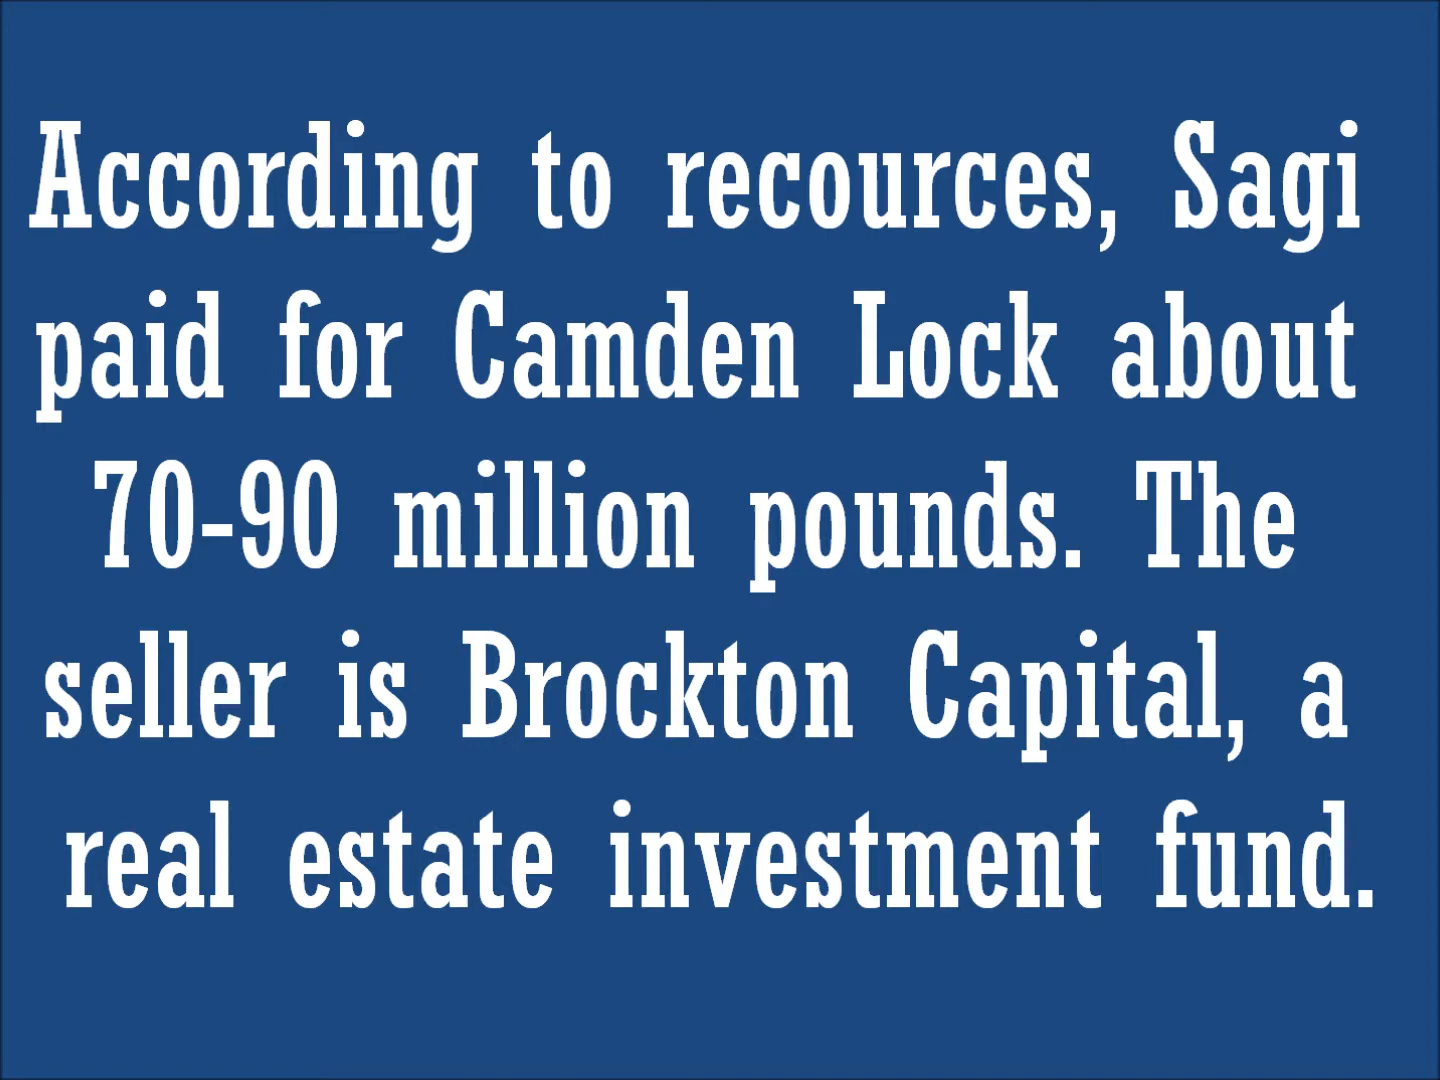 According to recources, Sagi
paid for Camden Lock about
70-90 million pounds. The
seller is Brockton Capital, a
real estate investment fund.